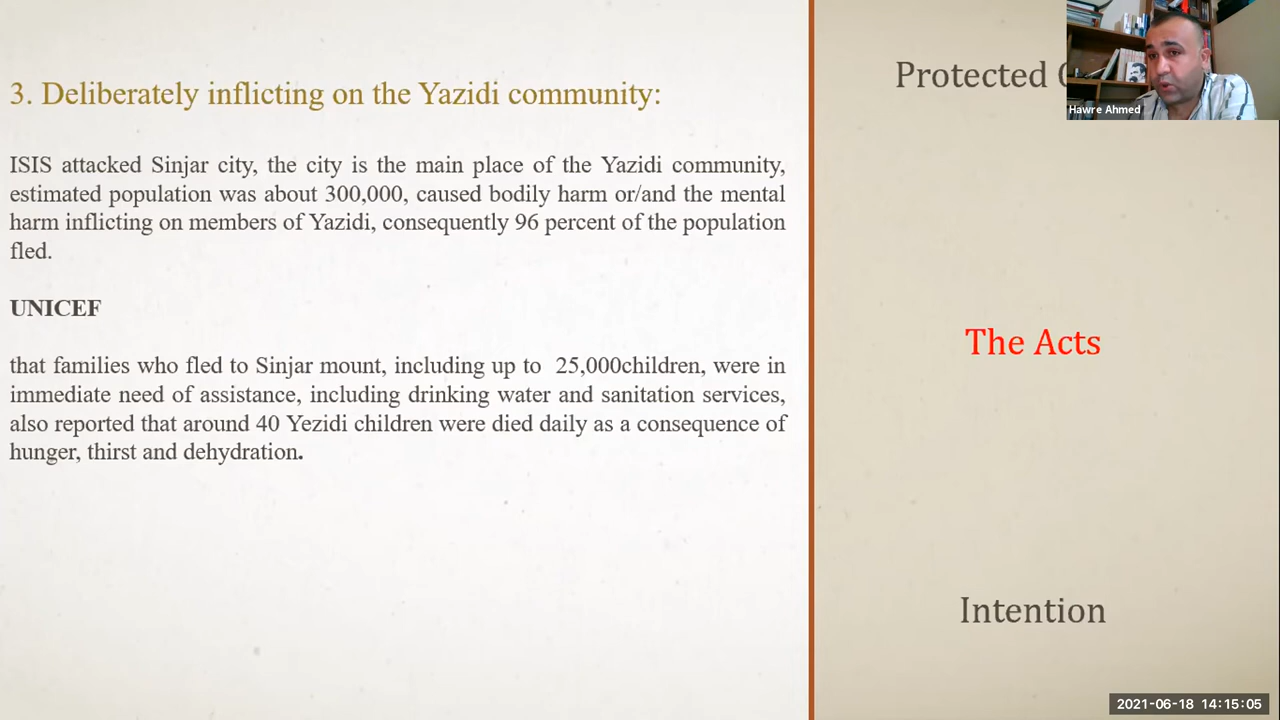 3. Deliberately inflicting on the Yazidi community:
ISIS attacked Sinjar city, the city is the main place of the Yazidi community,
estimated population was about 300,000, caused bodily harm or/and the mental
harm inflicting on members of Yazidi, consequently 96 percent of the population
fled.
UNICEF
that families who fled to Sinjar mount, including up to  25,000children, were in
immediate need of assistance, including drinking water and sanitation services,
also reported that around 40 Yezidi children were died daily as a consequence of
hunger, thirst and dehydration.
Protected
The Acts
Intention
Hawre Ahmed
2021-06-18 14:15:05